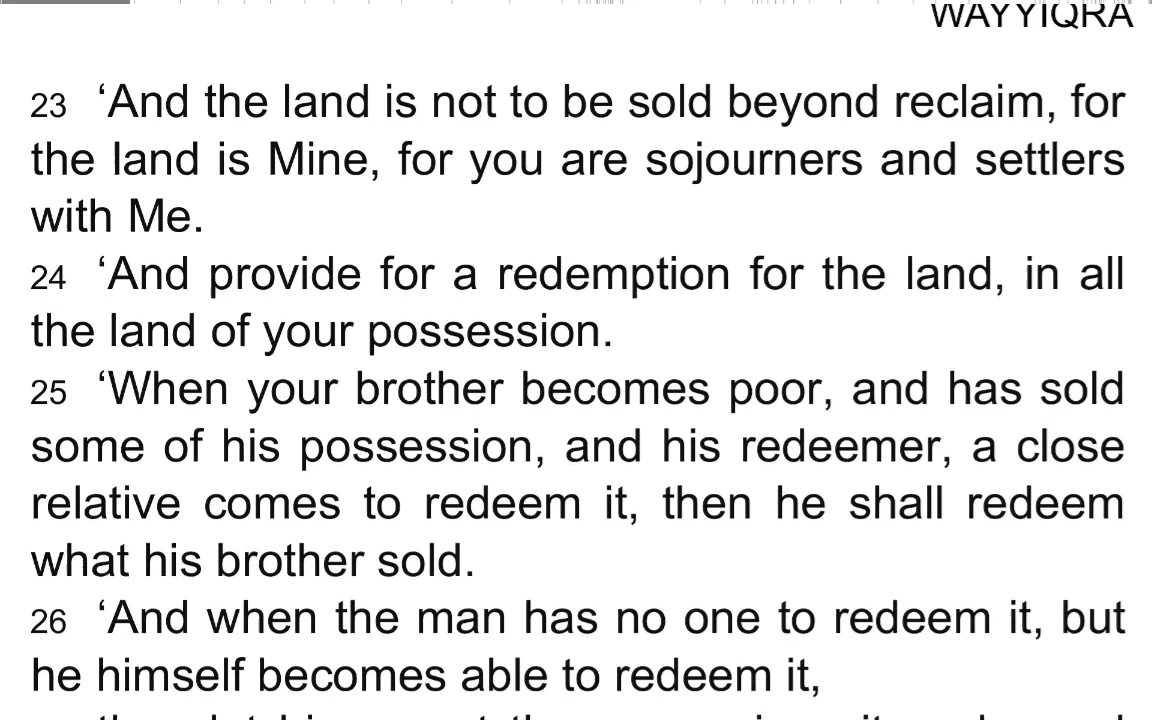 WAYYIQRA
23 ‘And the land is not to be sold beyond reclaim, for
the land is Mine, for you are sojourners and settlers
with Me.
24 ‘And provide for a redemption for the land, in all
the land of your possession.
25 ‘When your brother becomes poor, and has sold
some of his possession, and his redeemer, a close
relative comes to redeem it, then he shall redeem
what his brother sold.
26 ‘And when the man has no one to redeem it, but
he himself becomes able to redeem it,